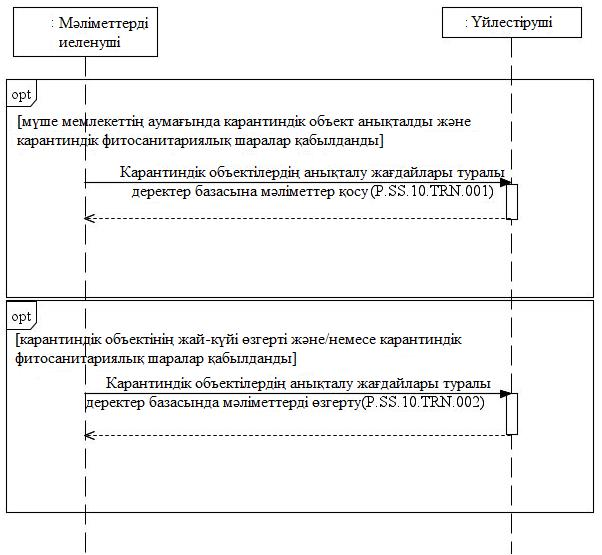 : Мәліметтерді
иеленуші
: Үйлестіруші
opt
[мүше мемлекеттің аумағында карантиндік объект анықталды және
карантиндік фитосанитариялық шаралар қабылданды]
Карантиндік объектілердің анықталу жағдайлары туралы
деректер базасына мәліметтер қосу (P.SS.10.TRN.001)
opt
[карантиндік объектінің жай-күйі өзгерті және/немесе карантиндік
фитосанитариялық шаралар қабылданды]
Карантиндік объектілердің анықталу жағдайлары туралы
деректер базасында мәліметтерді өзгерту(P.SS.10.TRN.002)